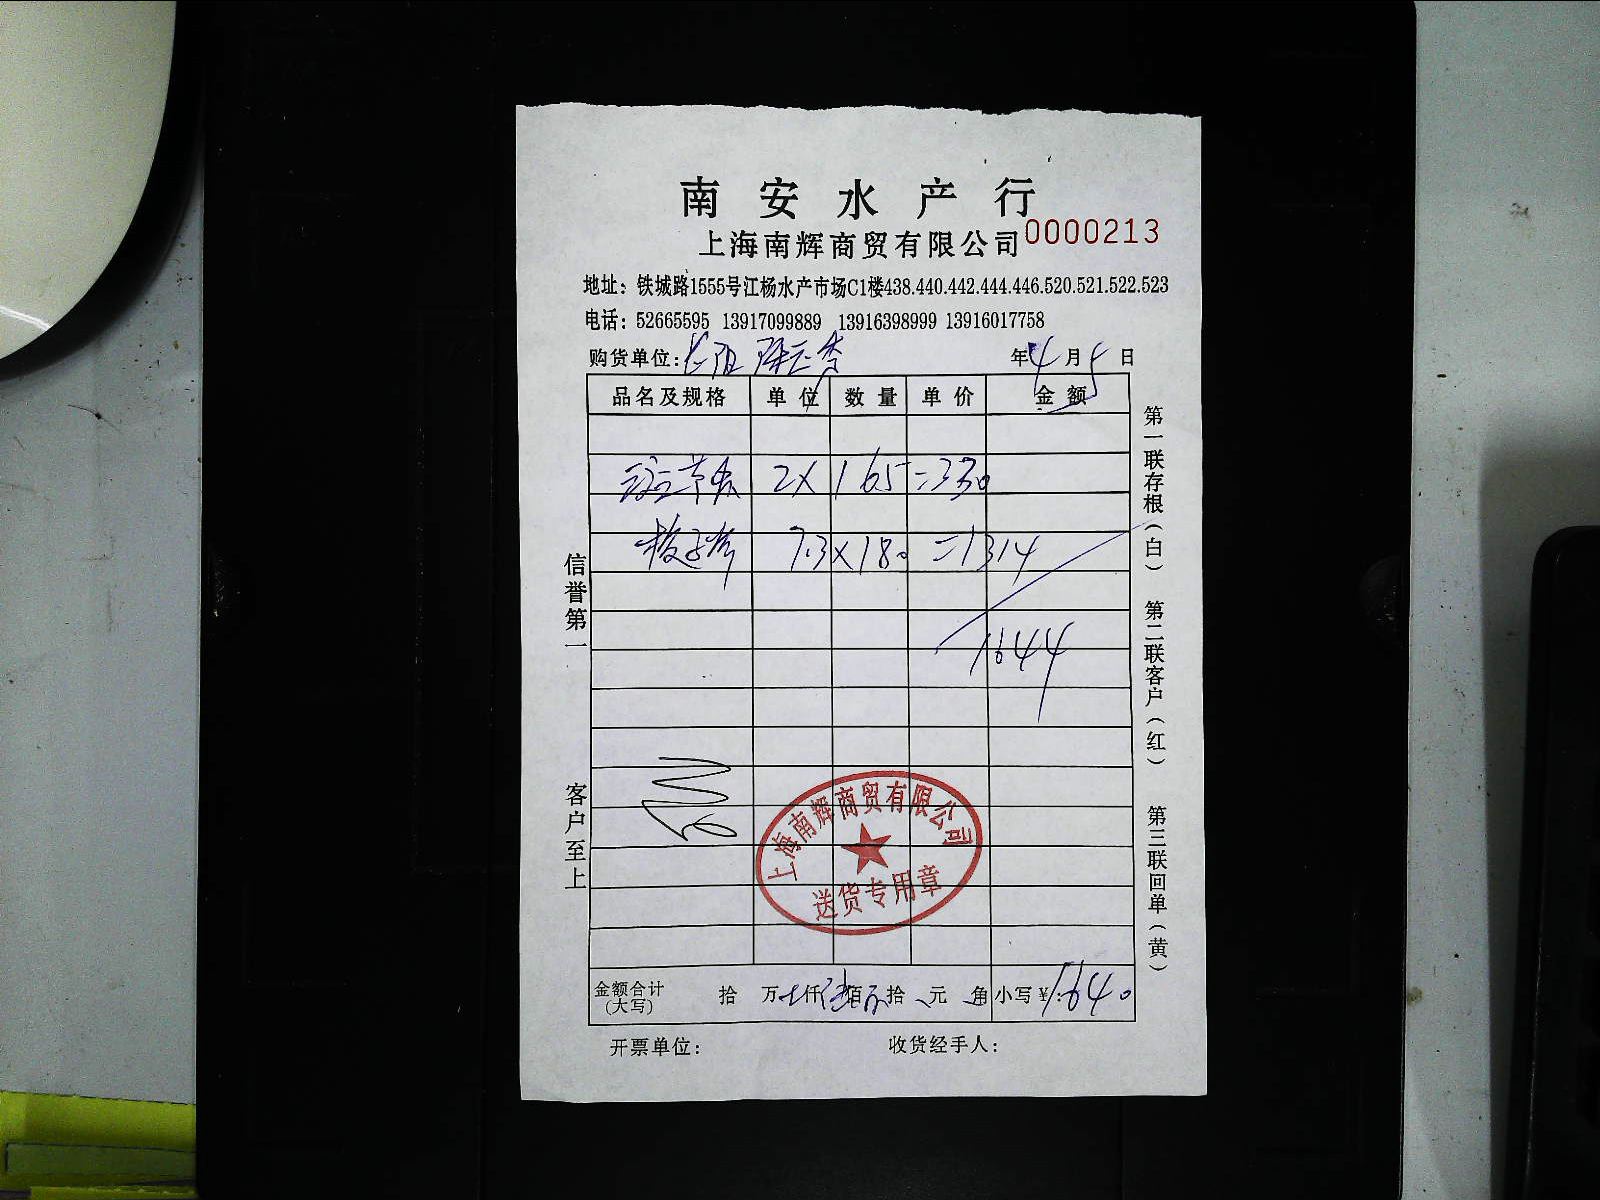 南安水产行
上海南辉商贸有限公司 0000213
地址：铁城路1555号江杨水产市场C1楼438.440.442.444.446.520.521.522.523
电话：52665595 13917099889 13916398999 13916017758
购货单位： 年 4 月 5 日
品名及规格 单位 数量 单价 金额
2 X 165 = 330
7.3 X 180 = 1314
1644
信誉第一
客户至上
第一联存根（白） 第二联客户（红） 第三联回单（黄）
上海南辉商贸有限公司
送货专用章
金额合计 拾 万 仟 佰 拾 元 角 小写￥：1640
（大写）
开票单位： 收货经手人：